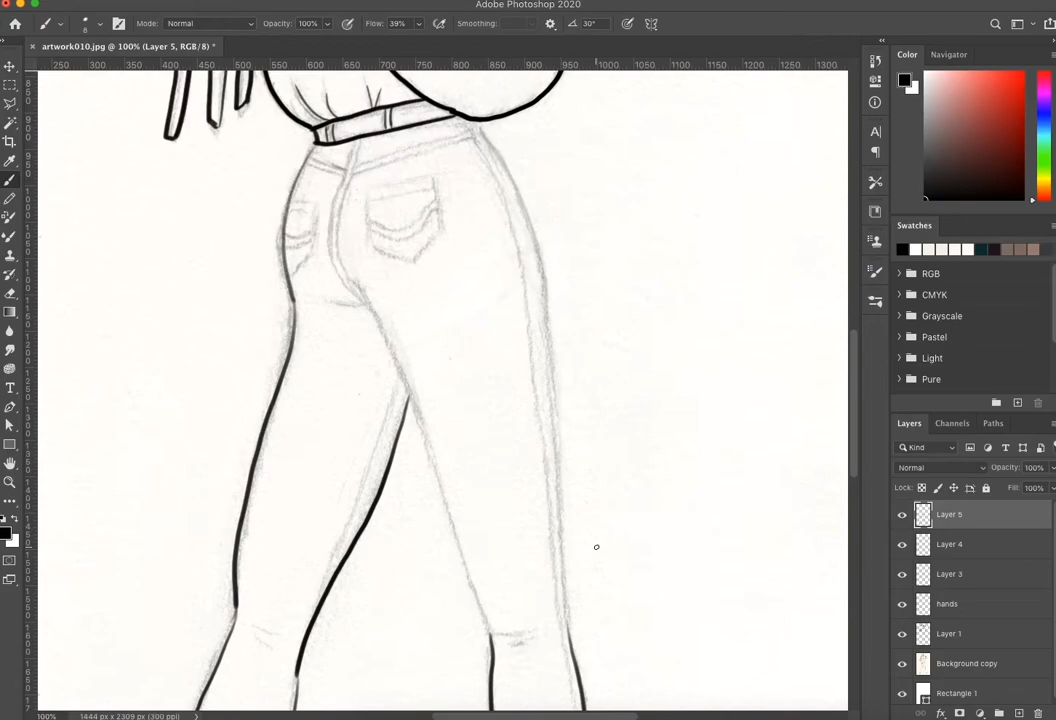 Adobe Photoshop 2020
8 Mode: Normal Opacity: 100% Flow: 39% Smoothing: 30°
× artwork010.jpg @ 100% (Layer 5, RGB/8) *
250 300 350 400 450 500 550 600 650 700 750 800 850 900 950 1000 1050 1100 1150 1200 1250 1300
Color Navigator
Swatches
RGB
CMYK
Grayscale
Pastel
Light
Pure
Layers Channels Paths
Kind
Normal Opacity: 100%
Lock: Fill: 100%
Layer 5
Layer 4
Layer 3
hands
Layer 1
Background copy
Rectangle 1
fx
100% 1444 px x 2309 px (300 ppi)